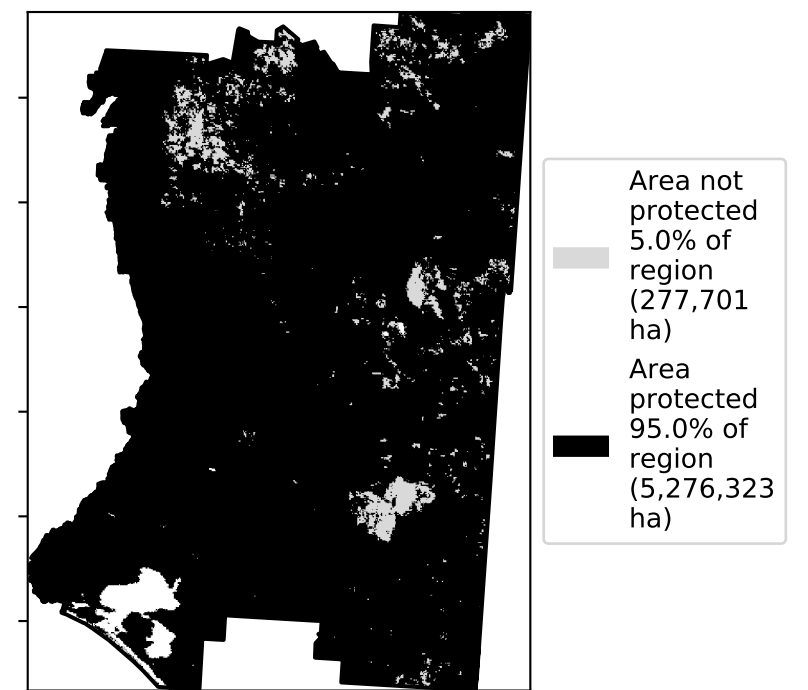 Area not
protected
5.0% of
region
(277,701
ha)
Area
protected
95.0% of
region
(5,276,323
ha)